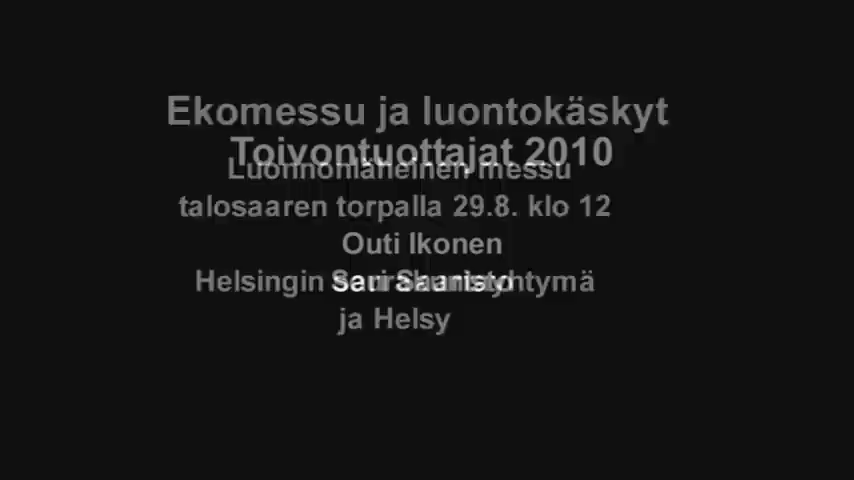 Ekomessu ja luontokäskyt
Toivontuottajat 2010
Luonnonläheinen messu
talosaaren torpalla 29.8. klo 12
Outi Ikonen
Helsingin seurakuntayhtymä
Sari Saaristo
ja Helsy